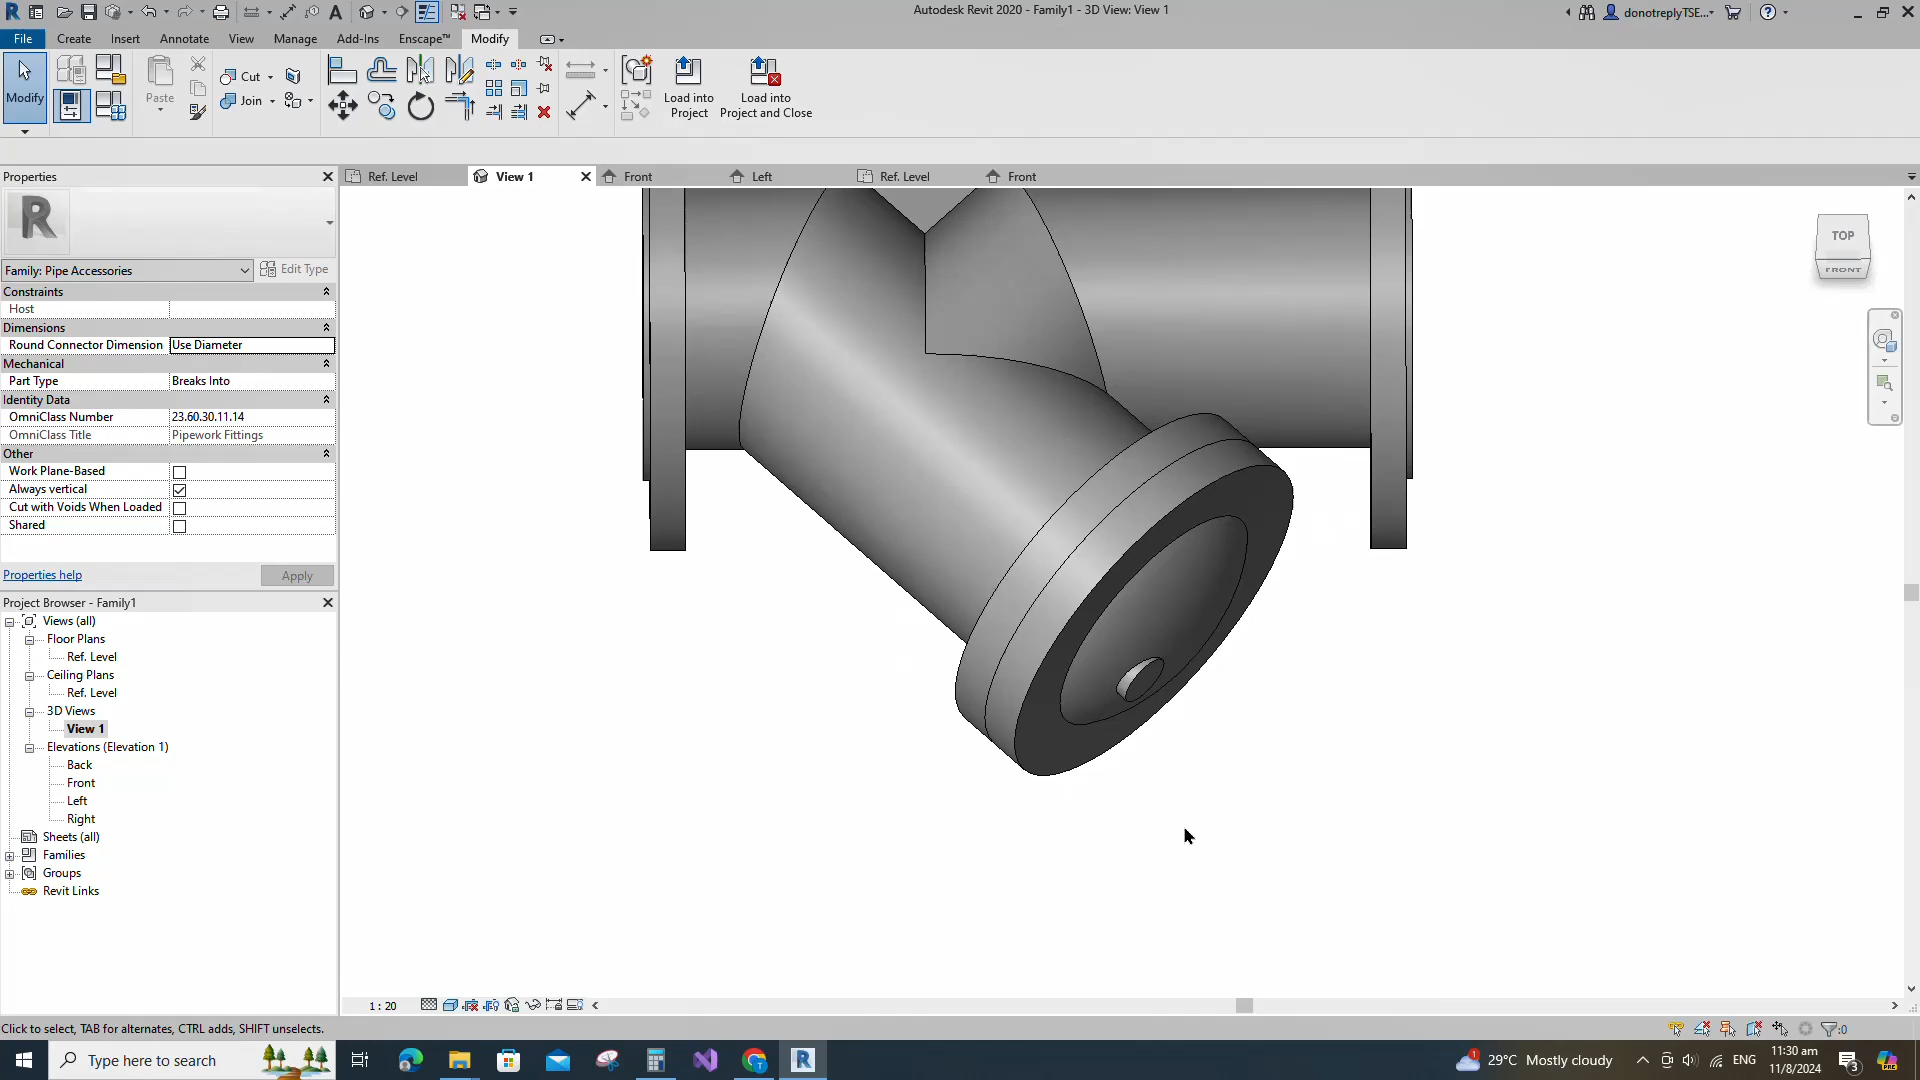 Autodesk Revit 2020 - Family1 - 3D View: View 1
donotreplyTSE...
File Create Insert Annotate View Manage Add-Ins Enscape™ Modify
Modify
Paste
Cut
Join
Load into
Project
Load into
Project and Close
Properties
R
Family: Pipe Accessories
Edit Type
Constraints
Host
Dimensions
Round Connector Dimension Use Diameter
Mechanical
Part Type Breaks Into
Identity Data
OmniClass Number 23.60.30.11.14
OmniClass Title Pipework Fittings
Other
Work Plane-Based
Always vertical
Cut with Voids When Loaded
Shared
Properties help
Apply
Project Browser - Family1
Views (all)
Floor Plans
Ref. Level
Ceiling Plans
Ref. Level
3D Views
View 1
Elevations (Elevation 1)
Back
Front
Left
Right
Sheets (all)
Families
Groups
Revit Links
Ref. Level View 1 Front Left Ref. Level Front
TOP
FRONT
1 : 20
Click to select, TAB for alternates, CTRL adds, SHIFT unselects.
:0
Type here to search
29°C Mostly cloudy
ENG
11:30 am
11/8/2024
3